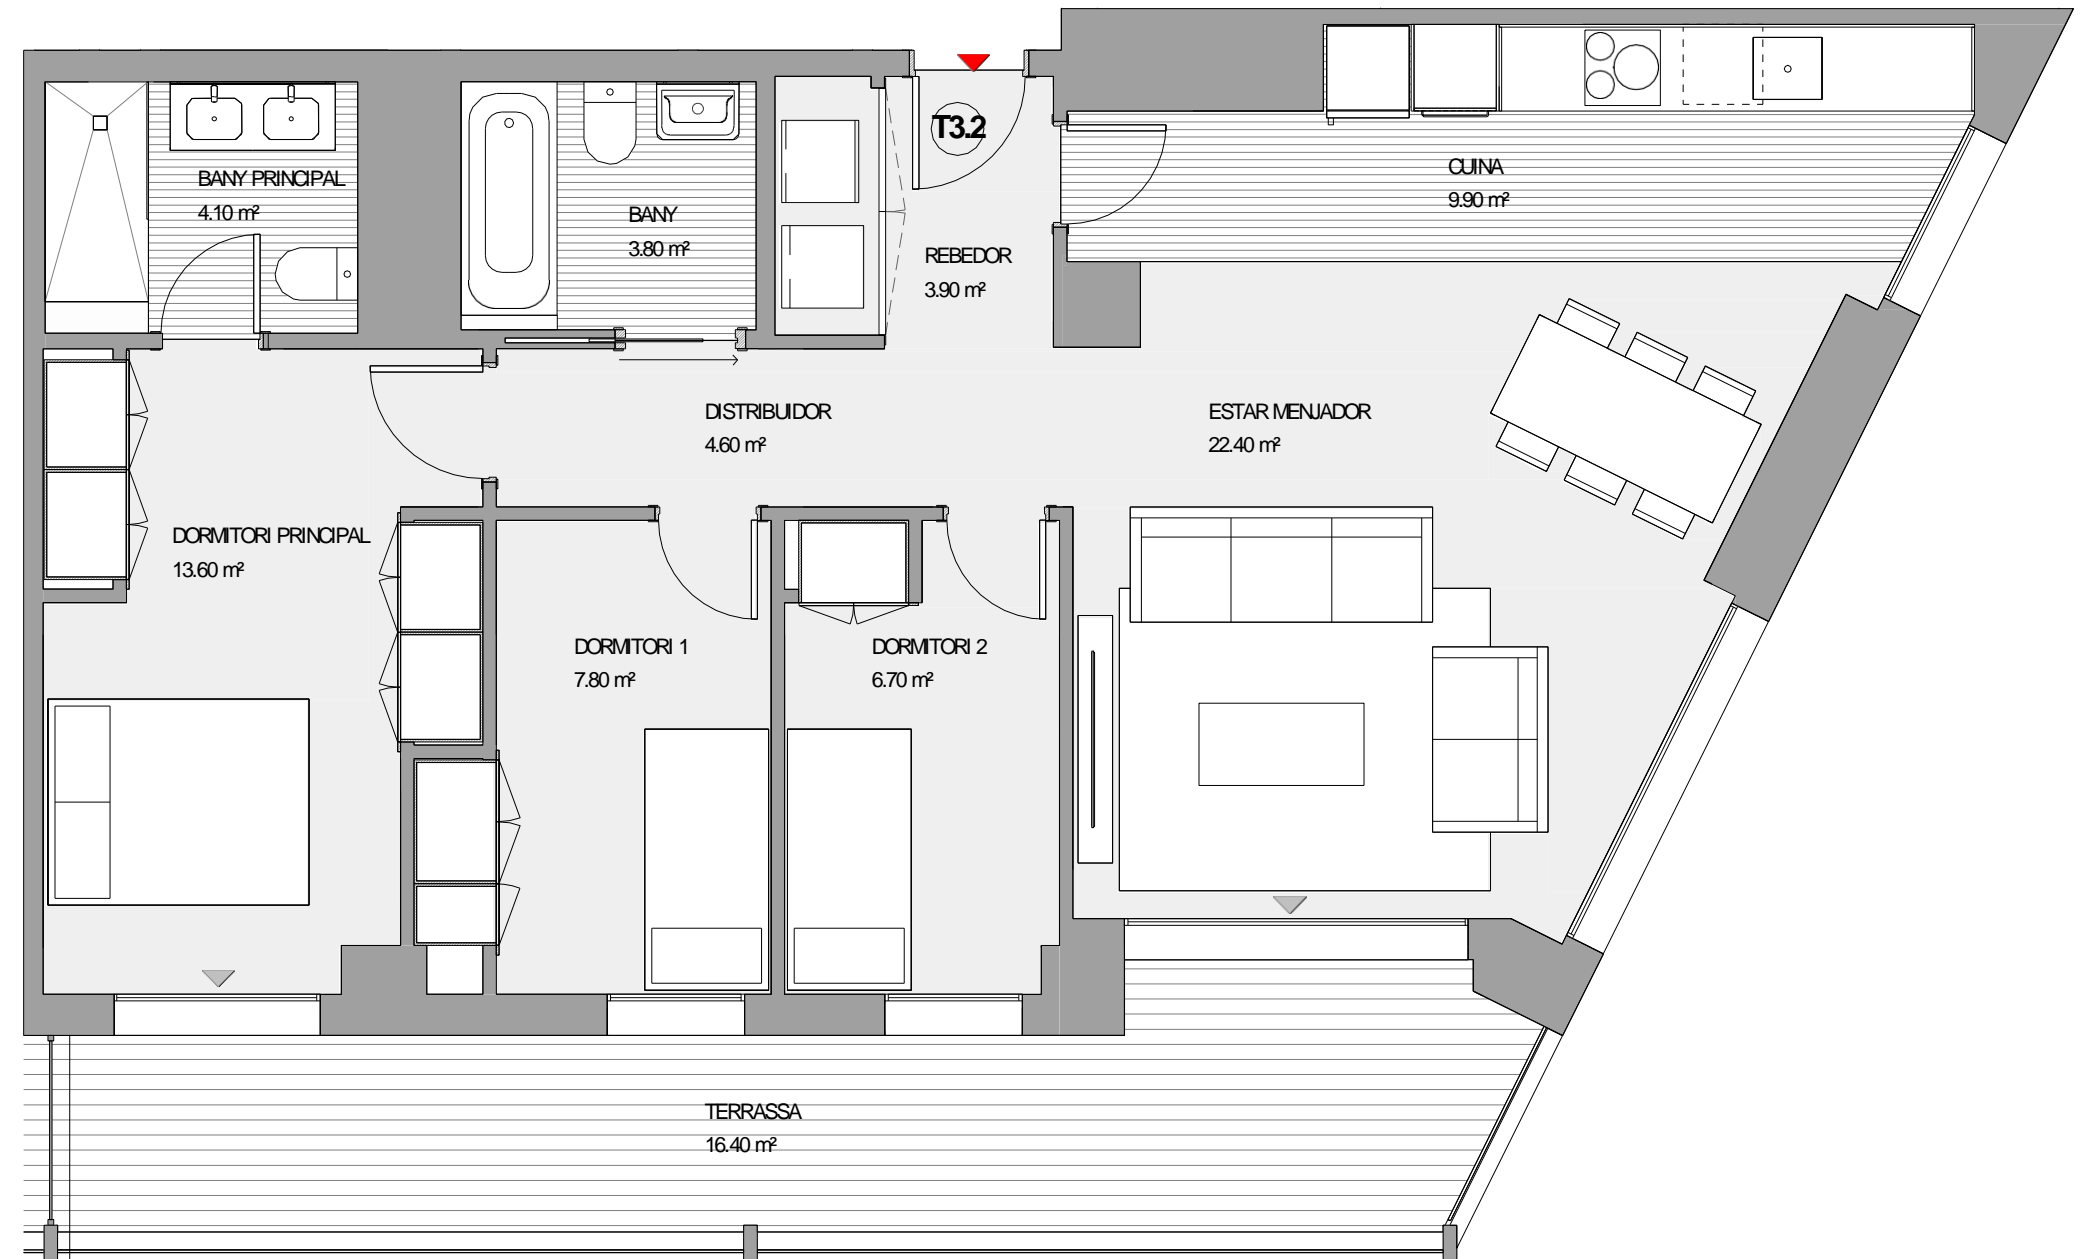 T3.2
CUINA
9.90 m²
BANY PRINCIPAL
4.10 m²
BANY
3.80 m²
REBEDOR
3.90 m²
DISTRIBUIDOR
4.60 m²
ESTAR MENJADOR
22.40 m²
DORMITORI PRINCIPAL
13.60 m²
DORMITORI 1
7.80 m²
DORMITORI 2
6.70 m²
TERRASSA
16.40 m²